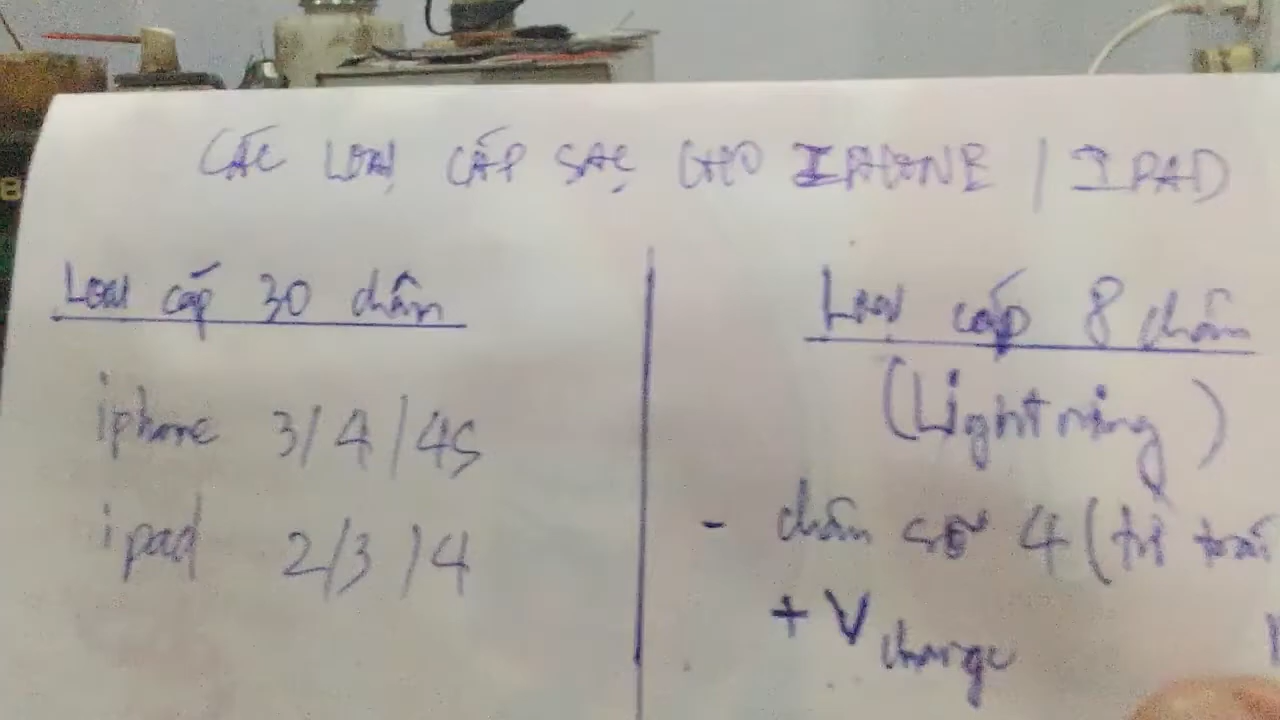 CÁC LOẠI CÁP SẠC CHO IPHONE / IPAD
Loại cáp 30 chân
iphone 3/4/4S
ipad 2/3/4
Loại cáp 8 chân
(Lightning)
- chân số 4 (từ trái
+ V charge